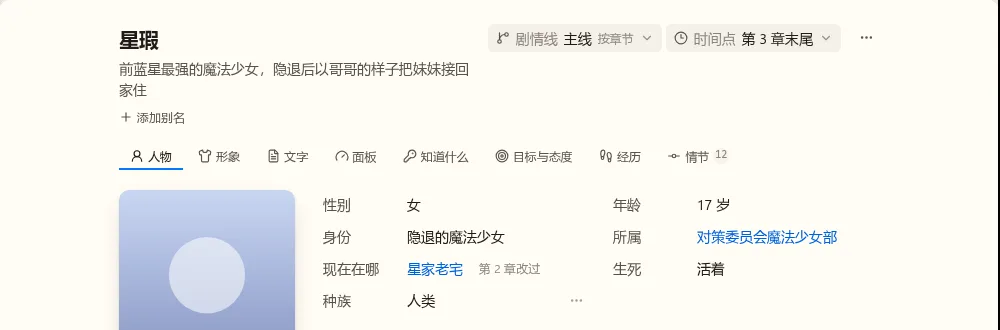 星瑕
剧情线 主线 按章节
时间点 第 3 章末尾
前蓝星最强的魔法少女，隐退后以哥哥的样子把妹妹接回
家住
添加别名
人物 形象 文字 面板 知道什么 目标与态度 经历 情节 12
性别 女 年龄 17 岁
身份 隐退的魔法少女 所属 对策委员会魔法少女部
现在在哪 星家老宅 第 2 章改过 生死 活着
种族 人类